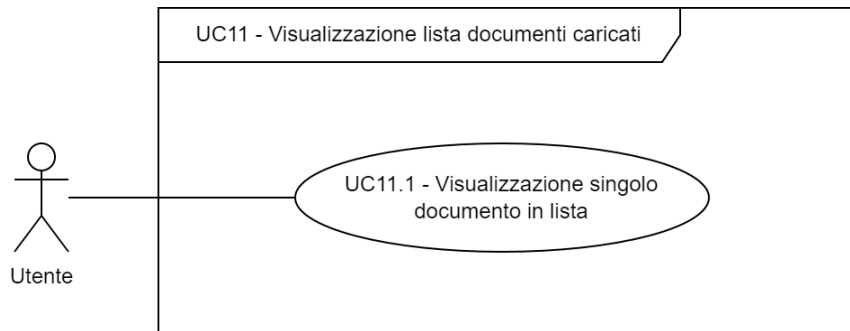 UC11 - Visualizzazione lista documenti caricati
UC11.1 - Visualizzazione singolo
documento in lista
Utente